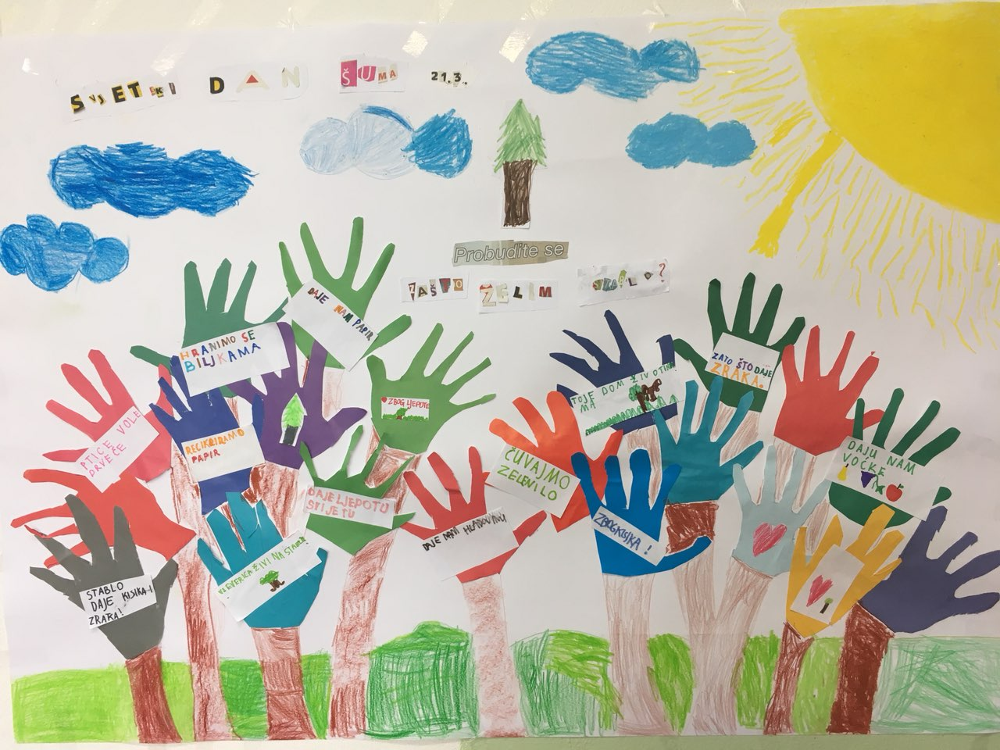 SVJETSKI DAN ŠUMA 21.3.
Probudite se
ZAŠTO ŽELIM STABLO?
DAJE NAM PAPIR
HRANIMO SE
BILJKAMA
ZATO ŠTO DAJE
ZRAKA.
TO JE DOM ŽIVOTINJA
MA
ZBOG LJEPOTE
PTICE VOLE
DRVEĆE
RECIKLIRAMO
PAPIR
ČUVAJMO
ZELENILO
DAJU NAM
VOĆKE
DAJE LJEPOTU
SVIJETU
DAJE NAM HLADOVINU
ZBOG KISIKA!
VJEVERICA ŽIVI NA STABLU
STABLO
DAJE KISIKA I
ZRAKA!